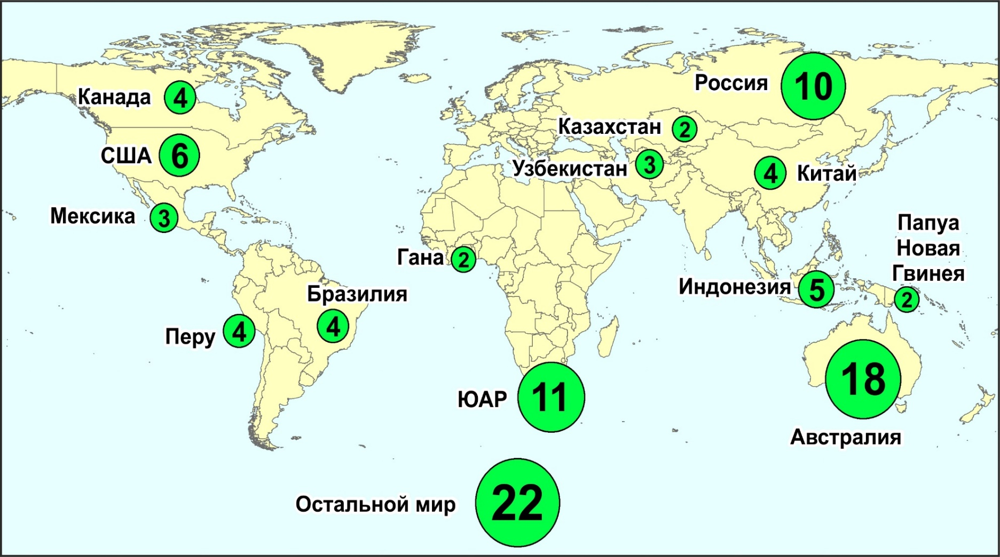 Канада 4
США 6
Мексика 3
Перу 4
Бразилия
4
Гана 2
ЮАР 11
Россия 10
Казахстан 2
Узбекистан 3
4 Китай
Индонезия 5
Папуа
Новая
Гвинея
2
18
Австралия
Остальной мир 22